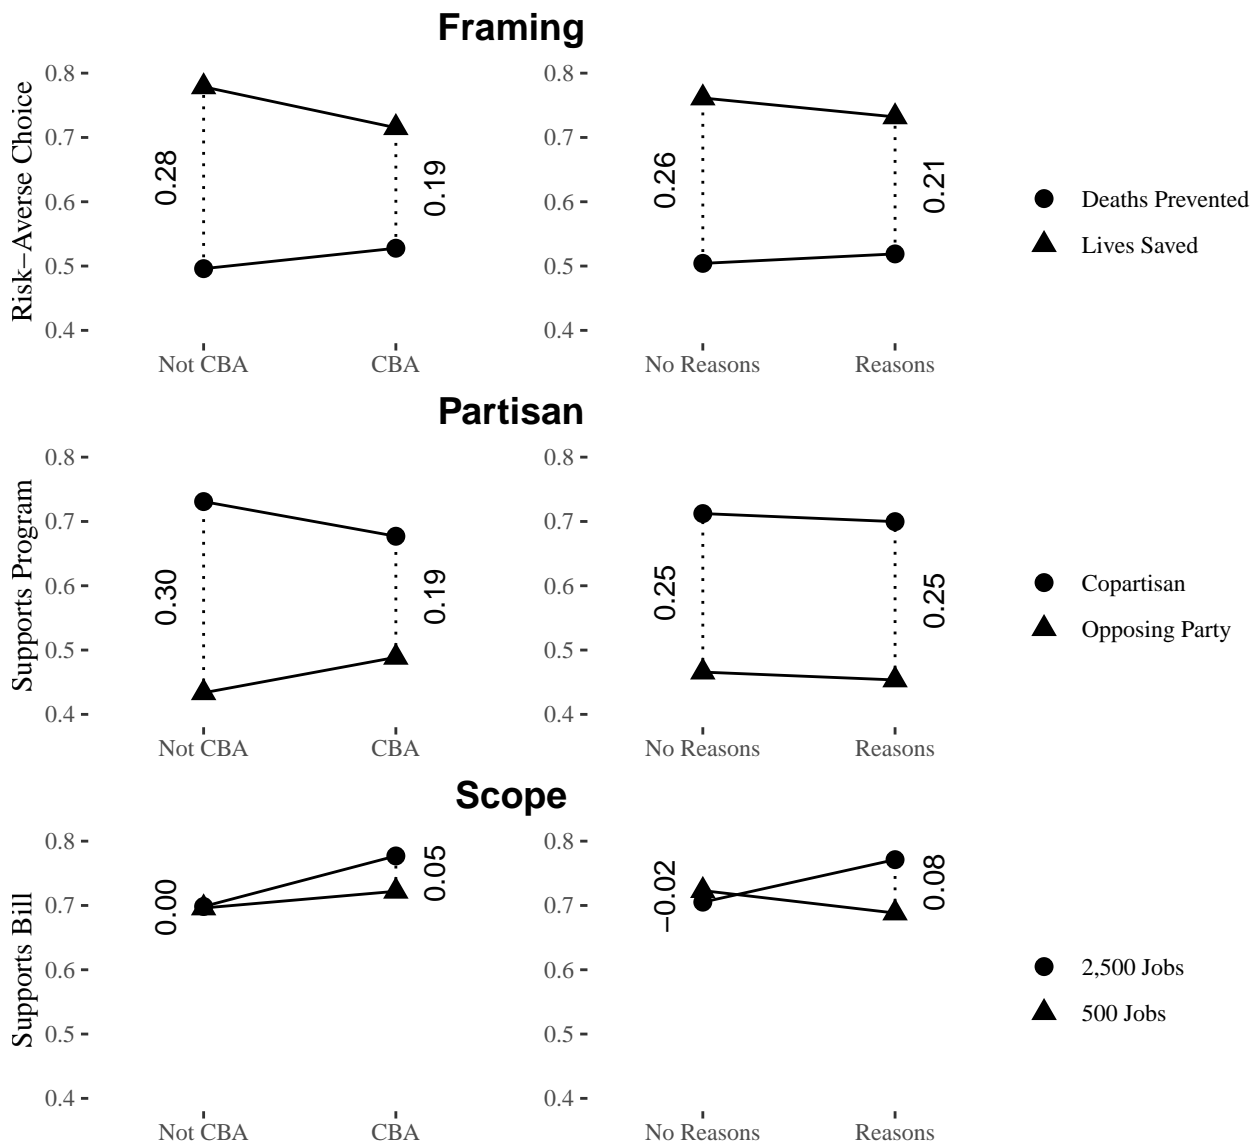 Framing
Risk−Averse Choice
0.8
0.7
0.6
0.5
0.4
0.28
0.19
Not CBA
CBA
0.8
0.7
0.6
0.5
0.4
0.26
0.21
No Reasons
Reasons
Deaths Prevented
Lives Saved
Partisan
Supports Program
0.8
0.7
0.6
0.5
0.4
0.30
0.19
Not CBA
CBA
0.8
0.7
0.6
0.5
0.4
0.25
0.25
No Reasons
Reasons
Copartisan
Opposing Party
Scope
Supports Bill
0.8
0.7
0.6
0.5
0.4
0.00
0.05
Not CBA
CBA
0.8
0.7
0.6
0.5
0.4
−0.02
0.08
No Reasons
Reasons
2,500 Jobs
500 Jobs